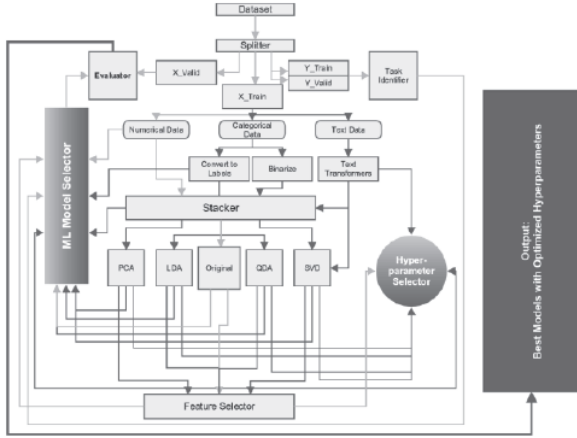 Dataset
Splitter
Evaluator
X_Valid
Y_Train
Y_Valid
Task
Identifier
X_Train
Numerical Data
Categorical
Data
Text Data
Convert to
Labels
Binarize
Text
Transformers
ML Model Selector
Stacker
PCA
LDA
Original
QDA
SVD
Hyper-
parameter
Selector
Feature Selector
Output:
Best Models with Optimized Hyperparameters